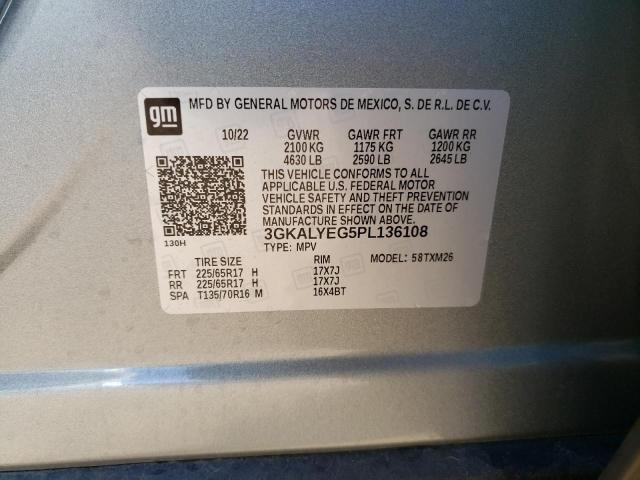 gm
MFD BY GENERAL MOTORS DE MEXICO, S. DE R.L. DE C.V.
10/22 GVWR GAWR FRT GAWR RR
2100 KG 1175 KG 1200 KG
4630 LB 2590 LB 2645 LB
THIS VEHICLE CONFORMS TO ALL
APPLICABLE U.S. FEDERAL MOTOR
VEHICLE SAFETY AND THEFT PREVENTION
STANDARDS IN EFFECT ON THE DATE OF
MANUFACTURE SHOWN ABOVE.
130H
3GKALYEG5PL136108
TYPE: MPV
TIRE SIZE RIM MODEL: 58TXM26
FRT 225/65R17 H 17X7J
RR 225/65R17 H 17X7J
SPA T135/70R16 M 16X4BT